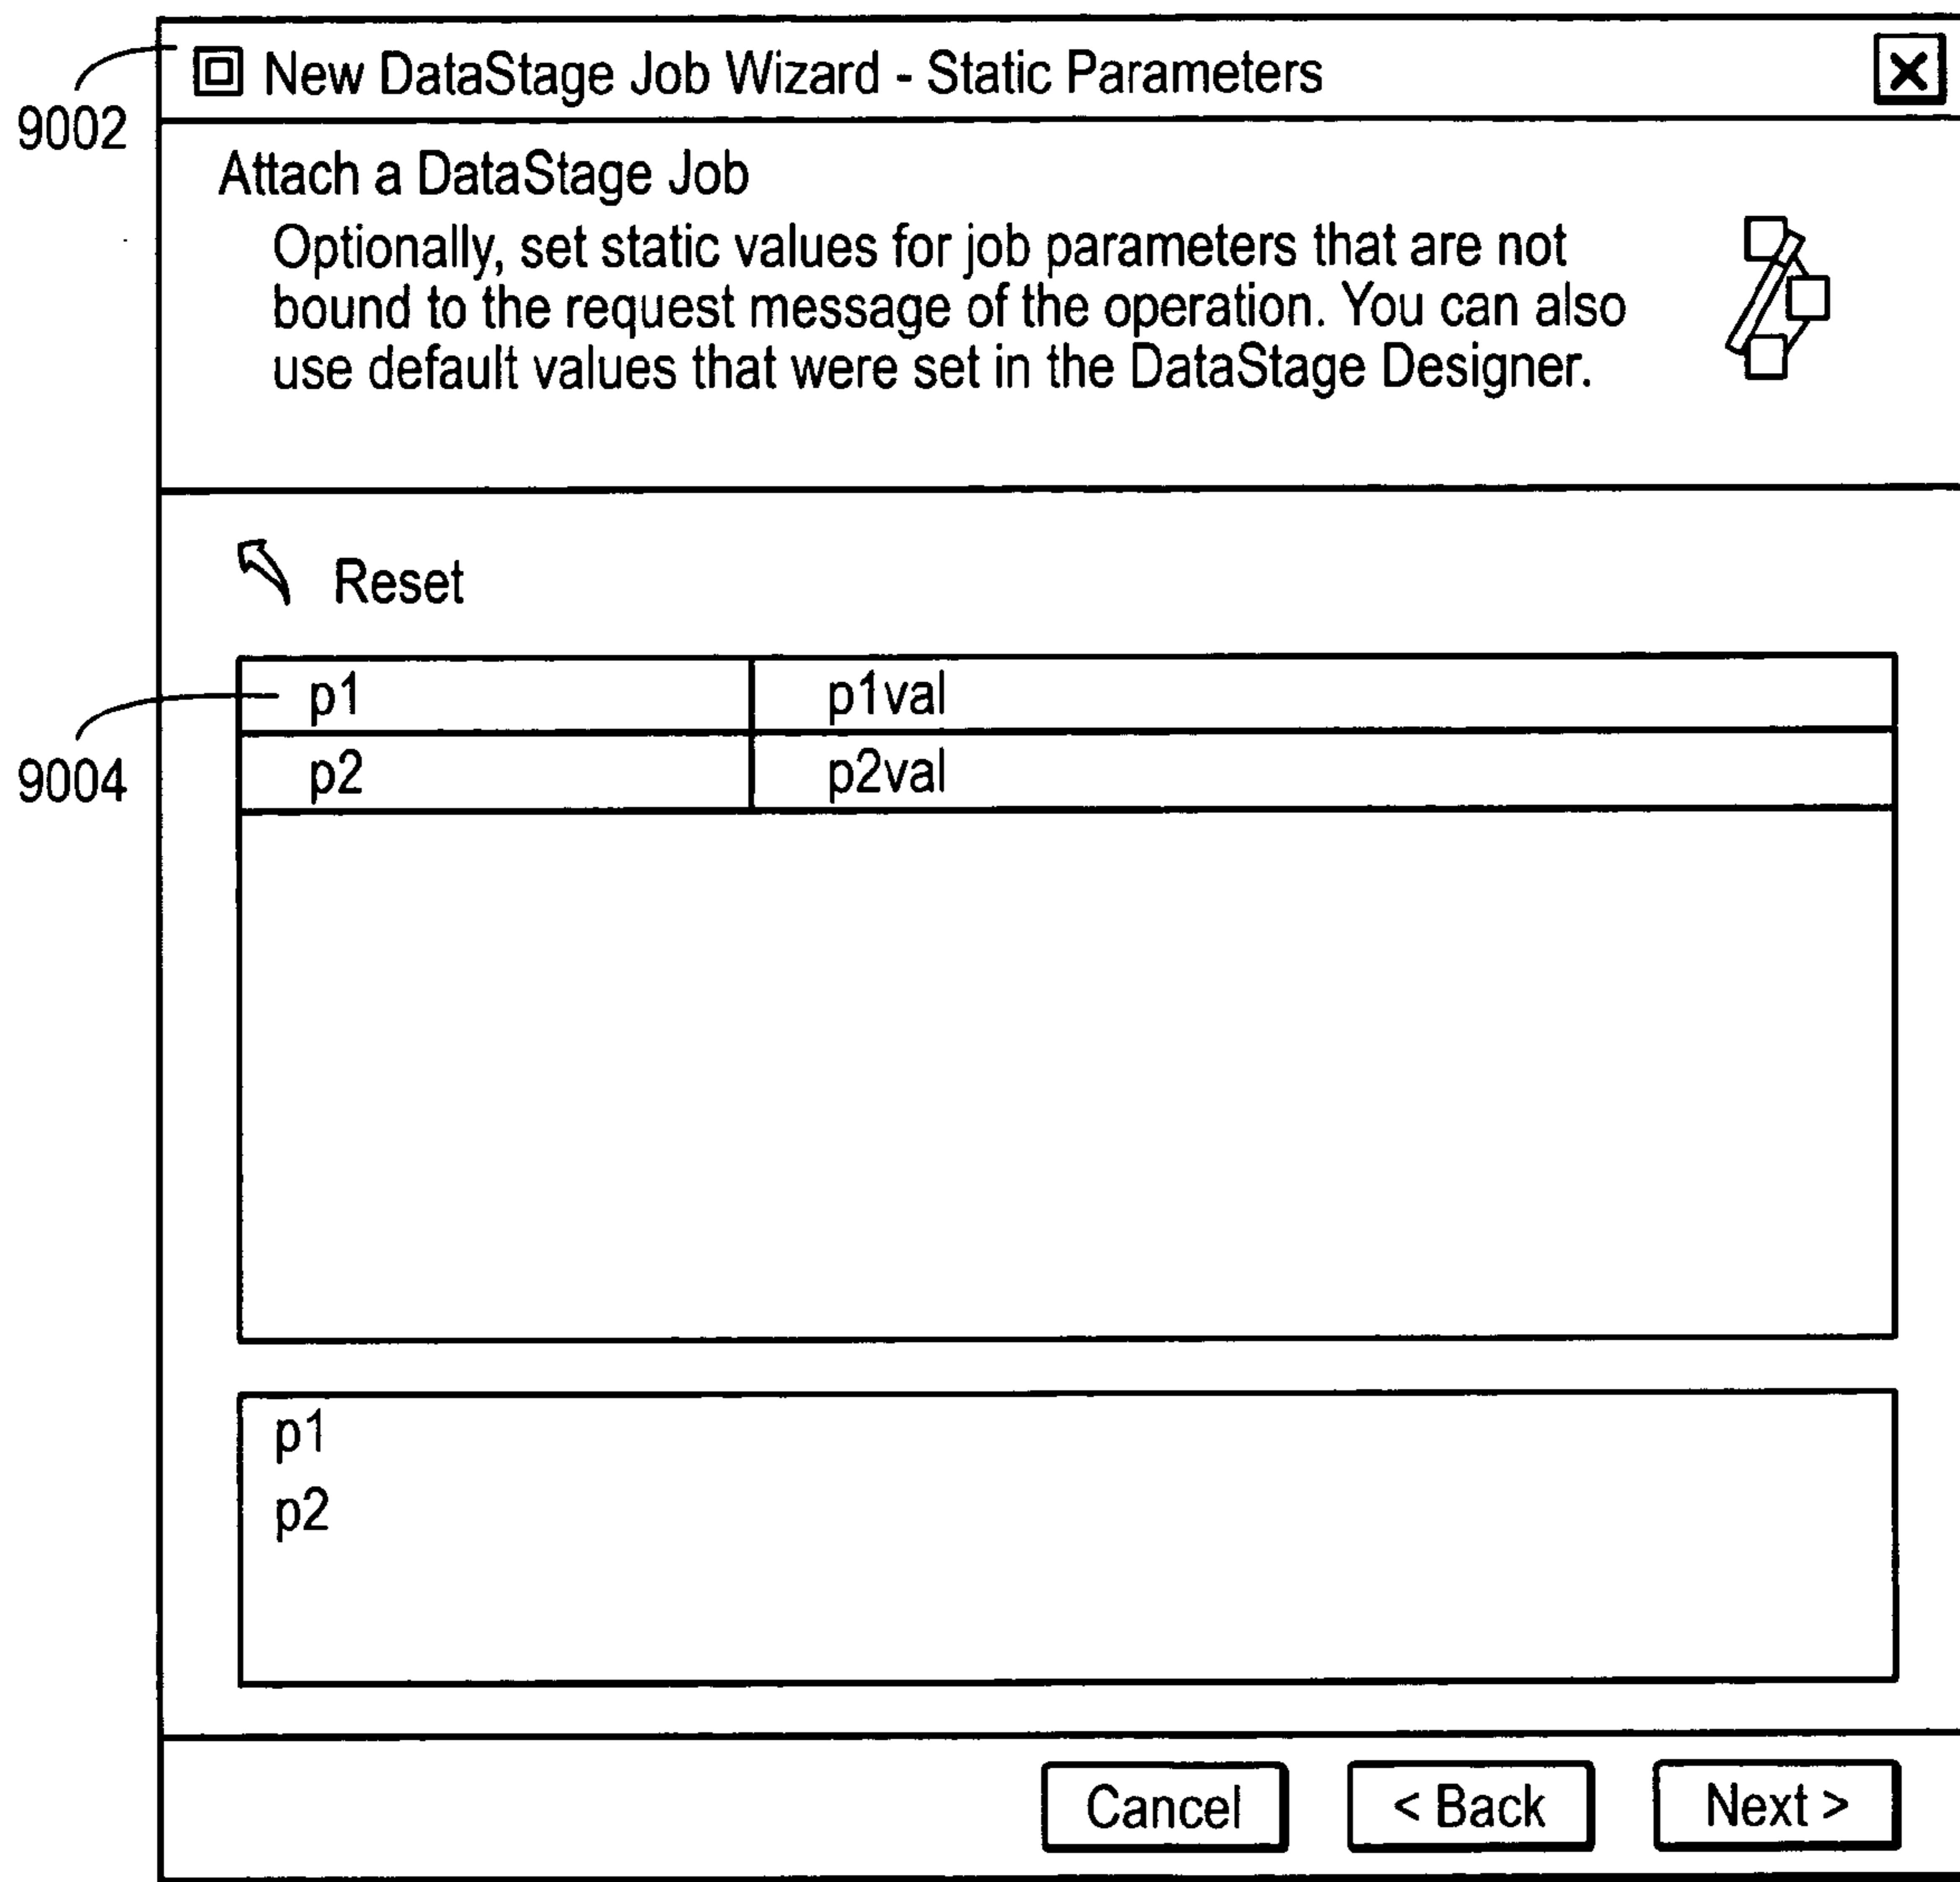 New DataStage Job Wizard - Static Parameters
9002
Attach a DataStage Job
Optionally, set static values for job parameters that are not
bound to the request message of the operation. You can also
use default values that were set in the DataStage Designer.
Reset
p1 p1val
9004
p2 p2val
p1
p2
Cancel < Back Next >